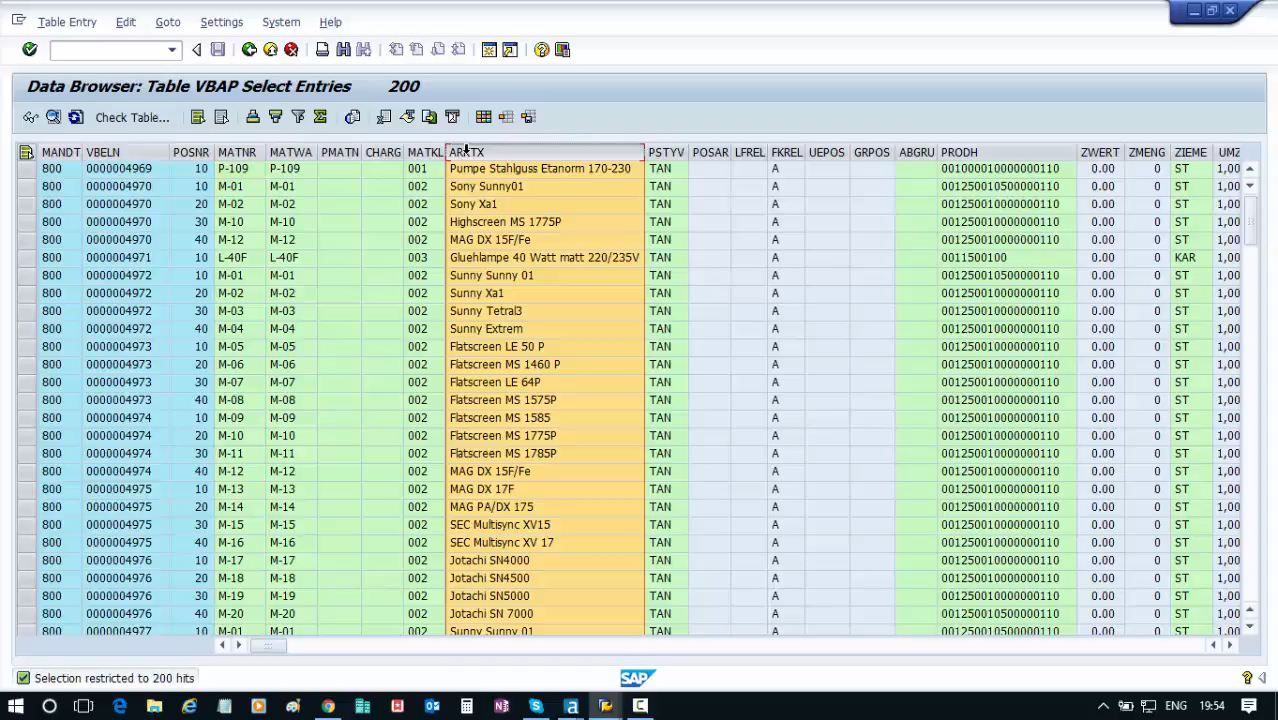 Table Entry Edit Goto Settings System Help
Data Browser: Table VBAP Select Entries 200
Check Table...
MANDT VBELN POSNR MATNR MATWA PMATN CHARG MATKL PSTYV POSAR LFREL FKREL UEPOS GRPOS ABGRU PRODH ZWERT ZMENG ZIEME UMZ
800 0000004969 10 P-109 P-109 001 Pumpe Stahlguss Etanorm 170-230 TAN A 001000010000000110 0.00 0 ST 1,00
800 0000004970 10 M-01 M-01 002 Sony Sunny01 TAN A 001250010500000110 0.00 0 ST 1,00
800 0000004970 20 M-02 M-02 002 Sony Xa1 TAN A 001250010000000110 0.00 0 ST 1,00
800 0000004970 30 M-10 M-10 002 Highscreen MS 1775P TAN A 001250010000000110 0.00 0 ST 1,00
800 0000004970 40 M-12 M-12 002 MAG DX 15F/Fe TAN A 001250010000000110 0.00 0 ST 1,00
800 0000004971 10 L-40F L-40F 003 Gluehlampe 40 Watt matt 220/235V TAN A 0011500100 0.00 0 KAR 1,00
800 0000004972 10 M-01 M-01 002 Sunny Sunny 01 TAN A 001250010500000110 0.00 0 ST 1,00
800 0000004972 20 M-02 M-02 002 Sunny Xa1 TAN A 001250010000000110 0.00 0 ST 1,00
800 0000004972 30 M-03 M-03 002 Sunny Tetral3 TAN A 001250010000000110 0.00 0 ST 1,00
800 0000004972 40 M-04 M-04 002 Sunny Extrem TAN A 001250010000000110 0.00 0 ST 1,00
800 0000004973 10 M-05 M-05 002 Flatscreen LE 50 P TAN A 001250010000000110 0.00 0 ST 1,00
800 0000004973 20 M-06 M-06 002 Flatscreen MS 1460 P TAN A 001250010000000110 0.00 0 ST 1,00
800 0000004973 30 M-07 M-07 002 Flatscreen LE 64P TAN A 001250010000000110 0.00 0 ST 1,00
800 0000004973 40 M-08 M-08 002 Flatscreen MS 1575P TAN A 001250010000000110 0.00 0 ST 1,00
800 0000004974 10 M-09 M-09 002 Flatscreen MS 1585 TAN A 001250010000000110 0.00 0 ST 1,00
800 0000004974 20 M-10 M-10 002 Flatscreen MS 1775P TAN A 001250010000000110 0.00 0 ST 1,00
800 0000004974 30 M-11 M-11 002 Flatscreen MS 1785P TAN A 001250010000000110 0.00 0 ST 1,00
800 0000004974 40 M-12 M-12 002 MAG DX 15F/Fe TAN A 001250010000000110 0.00 0 ST 1,00
800 0000004975 10 M-13 M-13 002 MAG DX 17F TAN A 001250010000000110 0.00 0 ST 1,00
800 0000004975 20 M-14 M-14 002 MAG PA/DX 175 TAN A 001250010000000110 0.00 0 ST 1,00
800 0000004975 30 M-15 M-15 002 SEC Multisync XV15 TAN A 001250010000000110 0.00 0 ST 1,00
800 0000004975 40 M-16 M-16 002 SEC Multisync XV 17 TAN A 001250010000000110 0.00 0 ST 1,00
800 0000004976 10 M-17 M-17 002 Jotachi SN4000 TAN A 001250010000000110 0.00 0 ST 1,00
800 0000004976 20 M-18 M-18 002 Jotachi SN4500 TAN A 001250010000000110 0.00 0 ST 1,00
800 0000004976 30 M-19 M-19 002 Jotachi SN5000 TAN A 001250010000000110 0.00 0 ST 1,00
800 0000004976 40 M-20 M-20 002 Jotachi SN 7000 TAN A 001250010500000110 0.00 0 ST 1,00
800 0000004977 10 M-01 M-01 002 Sunny Sunny 01 TAN A 001250010500000110 0.00 0 ST 1,00
Selection restricted to 200 hits
SAP
ENG 19:54